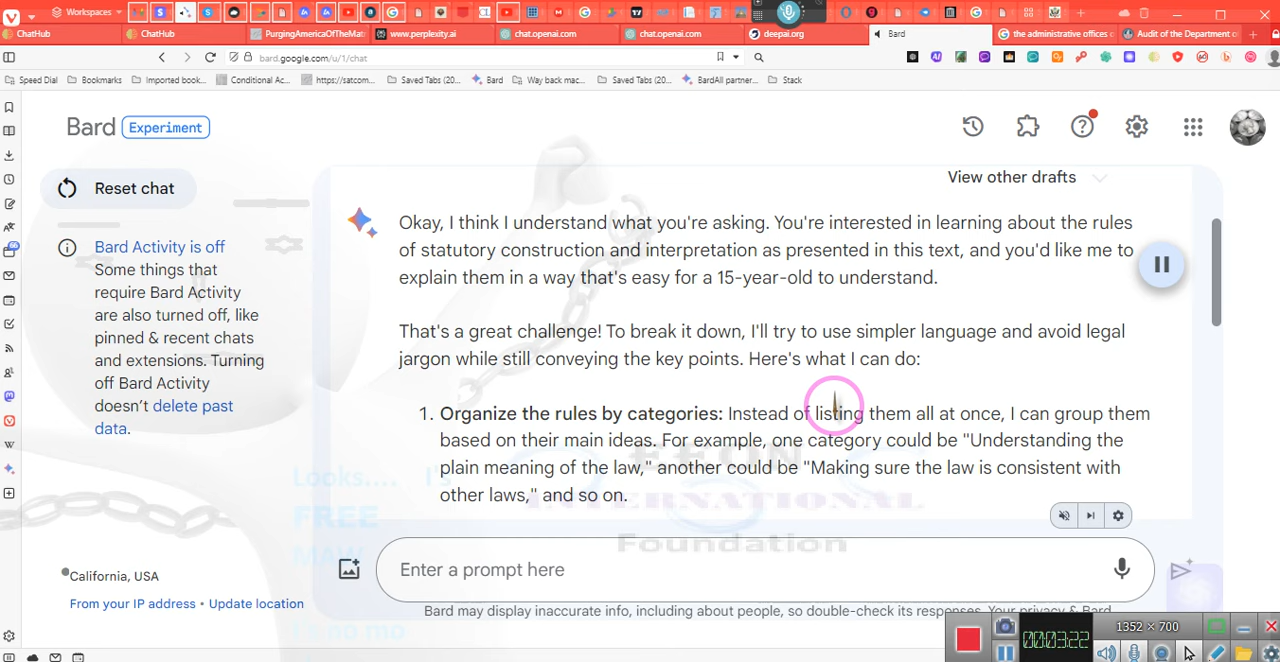 Workspaces
ChatHub
ChatHub
PurgingAmericaOfTheMat
www.perplexity.ai
chat.openai.com
chat.openai.com
deepai.org
Bard
the administrative offices o
Audit of the Department o
bard.google.com/u/1/chat
Speed Dial
Bookmarks
Imported book...
Conditional Ac...
https://satcom...
Saved Tabs (20...
Bard
Way back mac...
Saved Tabs (20...
BardAll partner...
Stack
Bard Experiment
Reset chat
Bard Activity is off
Some things that
require Bard Activity
are also turned off, like
pinned & recent chats
and extensions. Turning
off Bard Activity
doesn't delete past
data.
California, USA
From your IP address • Update location
View other drafts
Okay, I think I understand what you're asking. You're interested in learning about the rules
of statutory construction and interpretation as presented in this text, and you'd like me to
explain them in a way that's easy for a 15-year-old to understand.
That's a great challenge! To break it down, I'll try to use simpler language and avoid legal
jargon while still conveying the key points. Here's what I can do:
1. Organize the rules by categories: Instead of listing them all at once, I can group them
based on their main ideas. For example, one category could be "Understanding the
plain meaning of the law," another could be "Making sure the law is consistent with
other laws," and so on.
Looks.... I's
FREE
MAW
INTERNATIONAL
Foundation
Enter a prompt here
Bard may display inaccurate info, including about people, so double-check its responses. Your privacy & Bard
1352 × 700
00:03:22